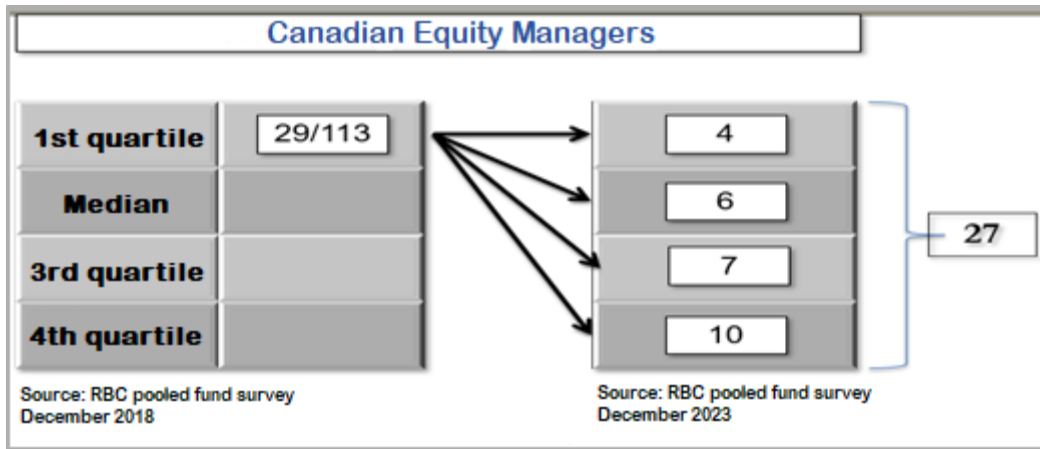 Canadian Equity Managers
1st quartile 29/113 4
Median 6
27
3rd quartile 7
4th quartile 10
Source: RBC pooled fund survey
December 2018
Source: RBC pooled fund survey
December 2023